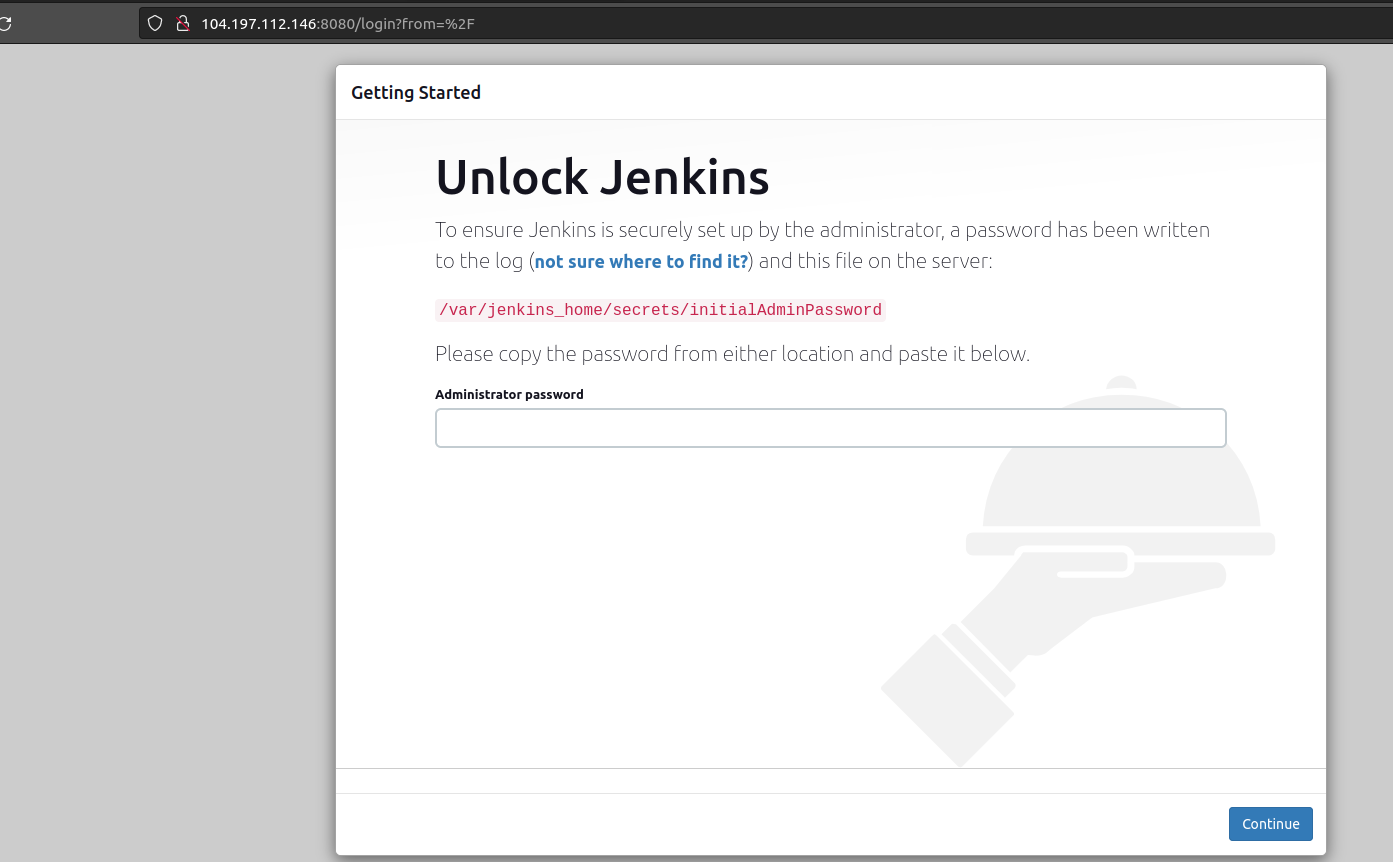 104.197.112.146:8080/login?from=%2F
Getting Started
Unlock Jenkins
To ensure Jenkins is securely set up by the administrator, a password has been written
to the log (not sure where to find it?) and this file on the server:
/var/jenkins_home/secrets/initialAdminPassword
Please copy the password from either location and paste it below.
Administrator password
Continue